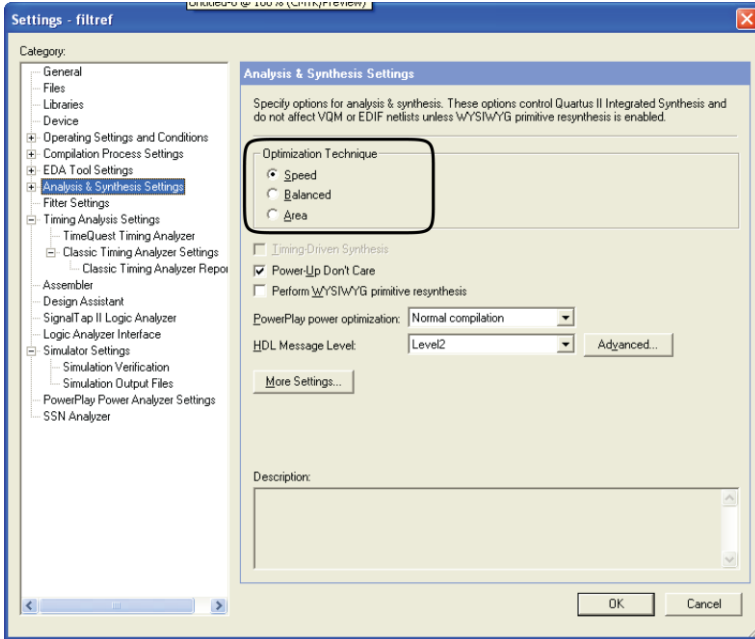 Untitled-6 @ 100% (CMYK/Preview)
Settings - filtref
Category:
General
Files
Libraries
Device
Operating Settings and Conditions
Compilation Process Settings
EDA Tool Settings
Analysis & Synthesis Settings
Fitter Settings
Timing Analysis Settings
TimeQuest Timing Analyzer
Classic Timing Analyzer Settings
Classic Timing Analyzer Repor
Assembler
Design Assistant
SignalTap II Logic Analyzer
Logic Analyzer Interface
Simulator Settings
Simulation Verification
Simulation Output Files
PowerPlay Power Analyzer Settings
SSN Analyzer
Analysis & Synthesis Settings
Specify options for analysis & synthesis. These options control Quartus II Integrated Synthesis and
do not affect VQM or EDIF netlists unless WYSIWYG primitive resynthesis is enabled.
Optimization Technique
Speed
Balanced
Area
Timing-Driven Synthesis
Power-Up Don't Care
Perform WYSIWYG primitive resynthesis
PowerPlay power optimization: Normal compilation
HDL Message Level: Level2 Advanced...
More Settings...
Description:
OK Cancel